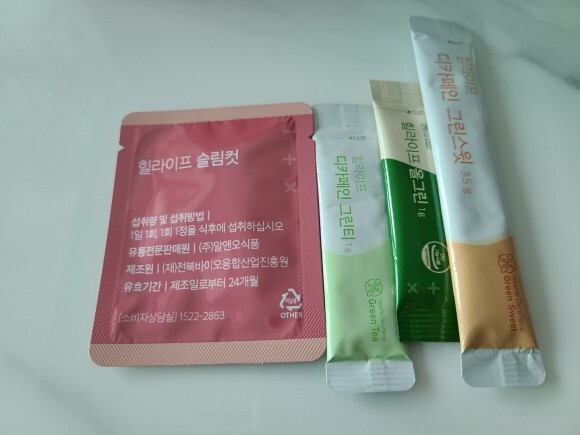 힐라이프 슬림컷
섭취량 및 섭취방법 |
1일 1회, 1회 1정을 식후에 섭취하십시오
유통전문판매원 | (주)알앤오식품
제조원 | (재)전북바이오융합산업진흥원
유효기간 | 제조일로부터 24개월
[소비자상담실] 1522-2863
OTHER
힐라이프
디카페인 그린티 1g
Green Tea
힐라이프 올그린 1g
힐라이프
디카페인 그린스윗 3.5g
Green Sweet